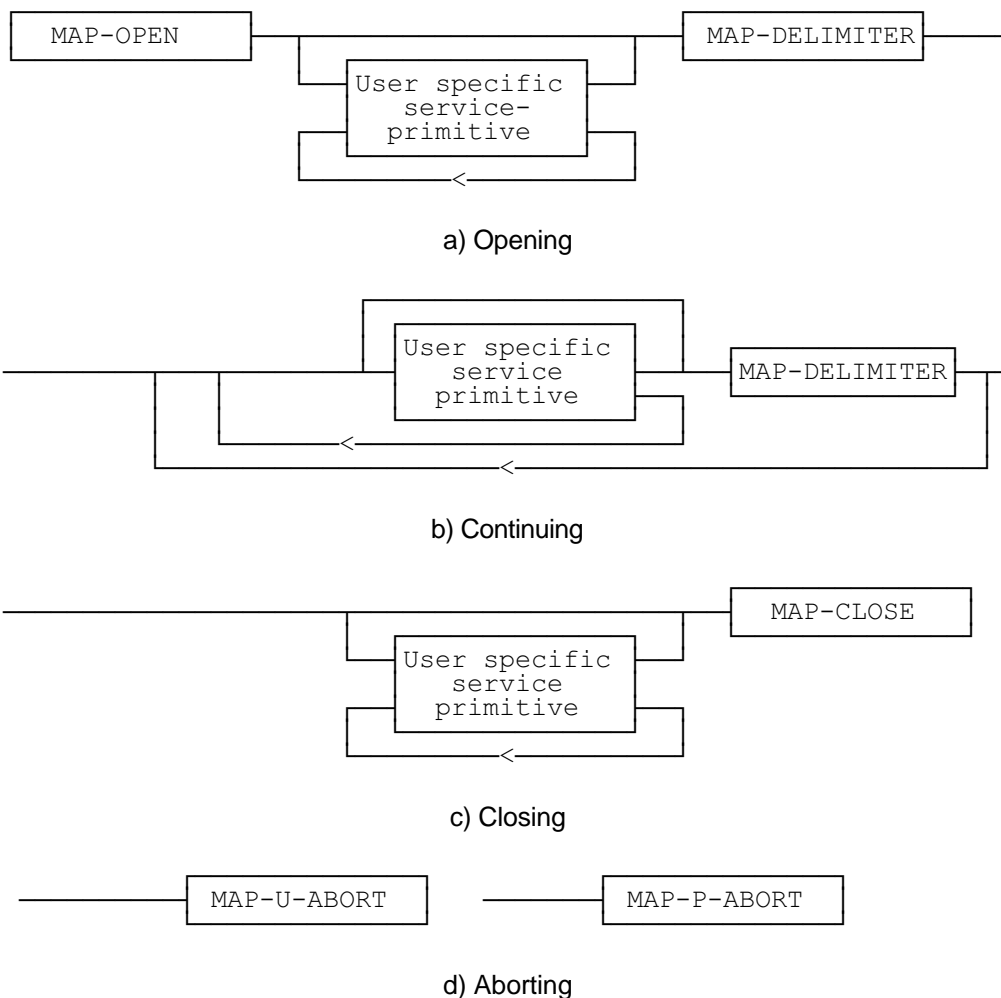 MAP-OPEN
MAP-DELIMITER
User specific
service-
primitive
<
a) Opening
User specific
service
primitive
MAP-DELIMITER
<
<
b) Continuing
MAP-CLOSE
User specific
service
primitive
<
c) Closing
MAP-U-ABORT
MAP-P-ABORT
d) Aborting